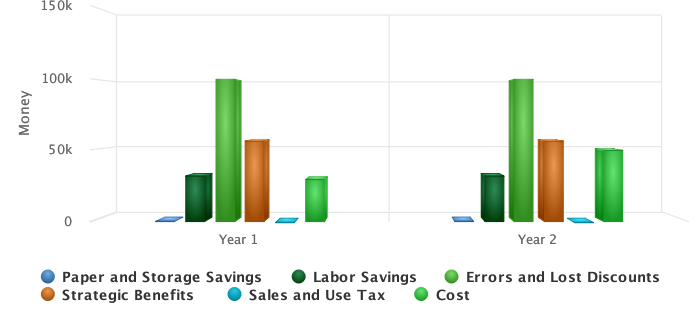 150k
100k
Money
50k
0
Year 1 Year 2
Paper and Storage Savings Labor Savings Errors and Lost Discounts
Strategic Benefits Sales and Use Tax Cost